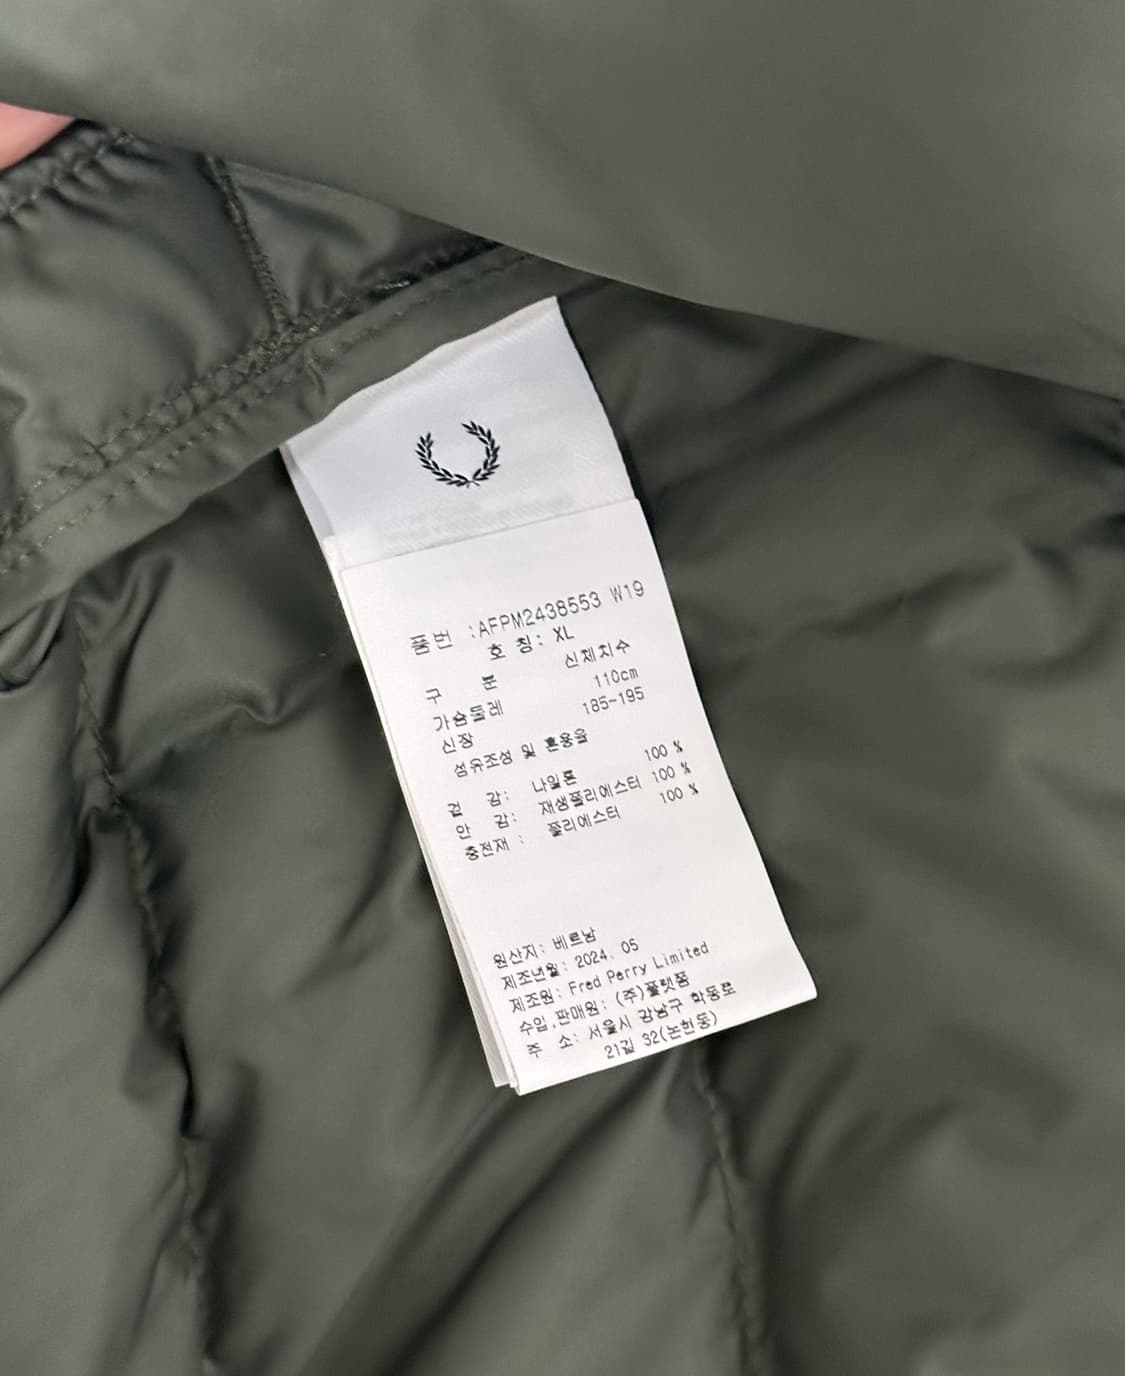 품번 :AFPM2438553 W19
호 칭: XL
구 분 신체치수
가슴둘레 110cm
신장 185-195
섬유조성 및 혼용율
겉 감: 나일론 100 %
안 감: 재생폴리에스터 100 %
충전재 : 폴리에스터 100 %
원산지: 베트남
제조년월: 2024. 05
제조원: Fred Perry Limited
수입,판매원: (주)플랫폼
주 소: 서울시 강남구 학동로
21길 32(논현동)